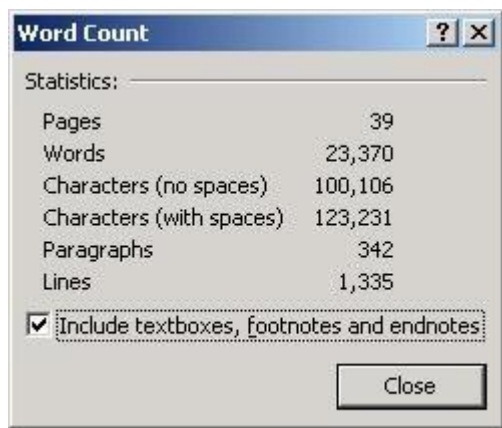 Word Count
Statistics:
Pages 39
Words 23,370
Characters (no spaces) 100,106
Characters (with spaces) 123,231
Paragraphs 342
Lines 1,335
Include textboxes, footnotes and endnotes
Close